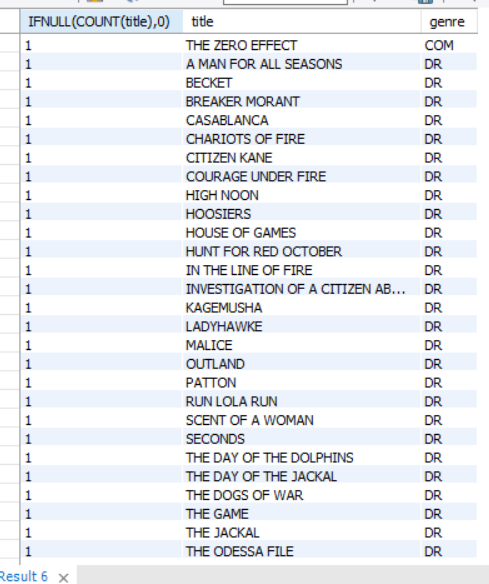 IFNULL(COUNT(title),0) title genre
1 THE ZERO EFFECT COM
1 A MAN FOR ALL SEASONS DR
1 BECKET DR
1 BREAKER MORANT DR
1 CASABLANCA DR
1 CHARIOTS OF FIRE DR
1 CITIZEN KANE DR
1 COURAGE UNDER FIRE DR
1 HIGH NOON DR
1 HOOSIERS DR
1 HOUSE OF GAMES DR
1 HUNT FOR RED OCTOBER DR
1 IN THE LINE OF FIRE DR
1 INVESTIGATION OF A CITIZEN AB... DR
1 KAGEMUSHA DR
1 LADYHAWKE DR
1 MALICE DR
1 OUTLAND DR
1 PATTON DR
1 RUN LOLA RUN DR
1 SCENT OF A WOMAN DR
1 SECONDS DR
1 THE DAY OF THE DOLPHINS DR
1 THE DAY OF THE JACKAL DR
1 THE DOGS OF WAR DR
1 THE GAME DR
1 THE JACKAL DR
1 THE ODESSA FILE DR
Result 6 ×